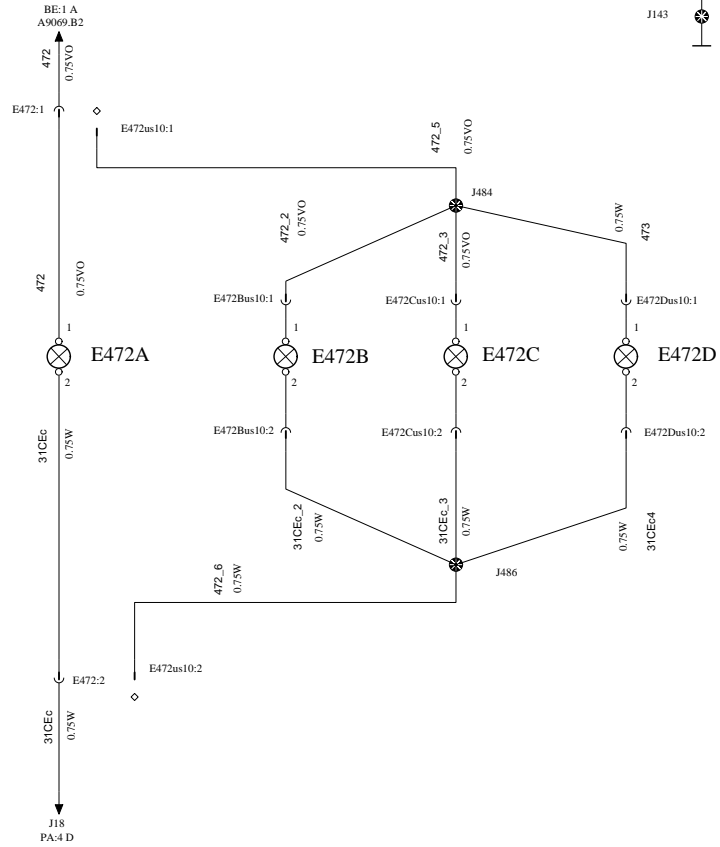 BE:1 A
A9069.B2
J143
472
0.75VO
E472:1
E472us10:1
472_5
0.75VO
J484
472_2
0.75VO
472_3
0.75VO
0.75W
473
472
0.75VO
E472Bus10:1
E472Cus10:1
E472Dus10:1
1
1
1
1
E472A
E472B
E472C
E472D
2
2
2
2
E472Bus10:2
E472Cus10:2
E472Dus10:2
31CEc
0.75W
31CEc_2
0.75W
31CEc_3
0.75W
0.75W
31CEc4
J486
472_6
0.75W
E472us10:2
E472:2
31CEc
0.75W
J18
PA:4 D